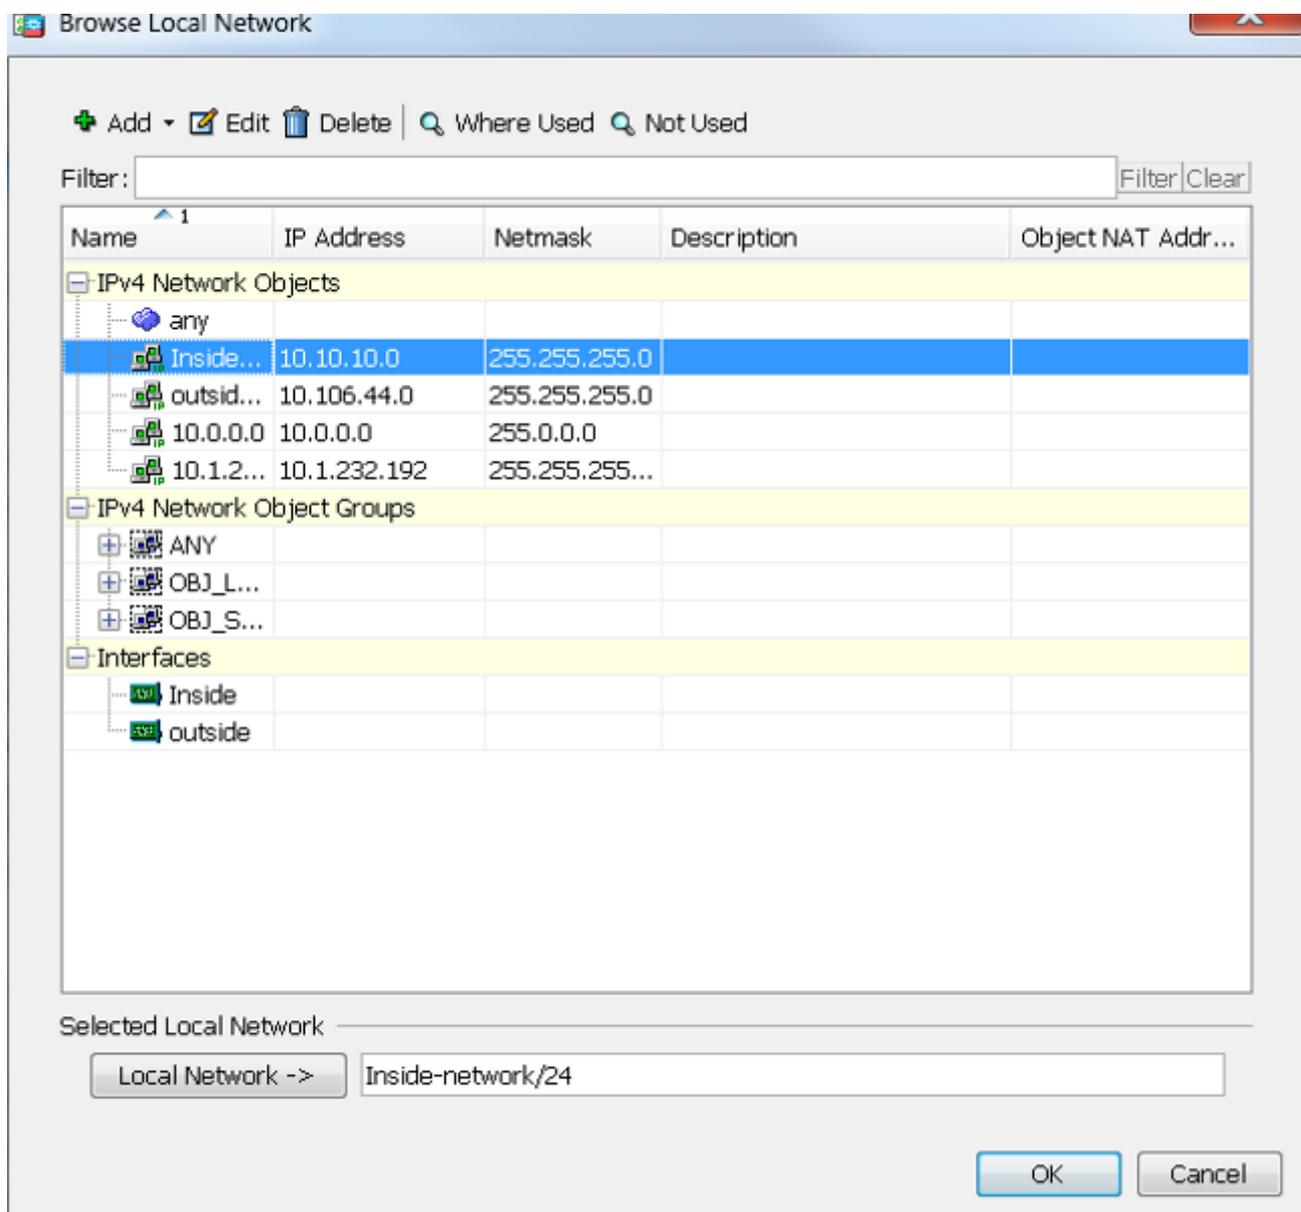 Browse Local Network
Add Edit Delete Where Used Not Used
Filter: Filter Clear
1
Name IP Address Netmask Description Object NAT Addr...
IPv4 Network Objects
any
Inside... 10.10.10.0 255.255.255.0
outsid... 10.106.44.0 255.255.255.0
10.0.0.0 10.0.0.0 255.0.0.0
10.1.2... 10.1.232.192 255.255.255...
IPv4 Network Object Groups
ANY
OBJ_L...
OBJ_S...
Interfaces
Inside
outside
Selected Local Network
Local Network -> Inside-network/24
OK Cancel